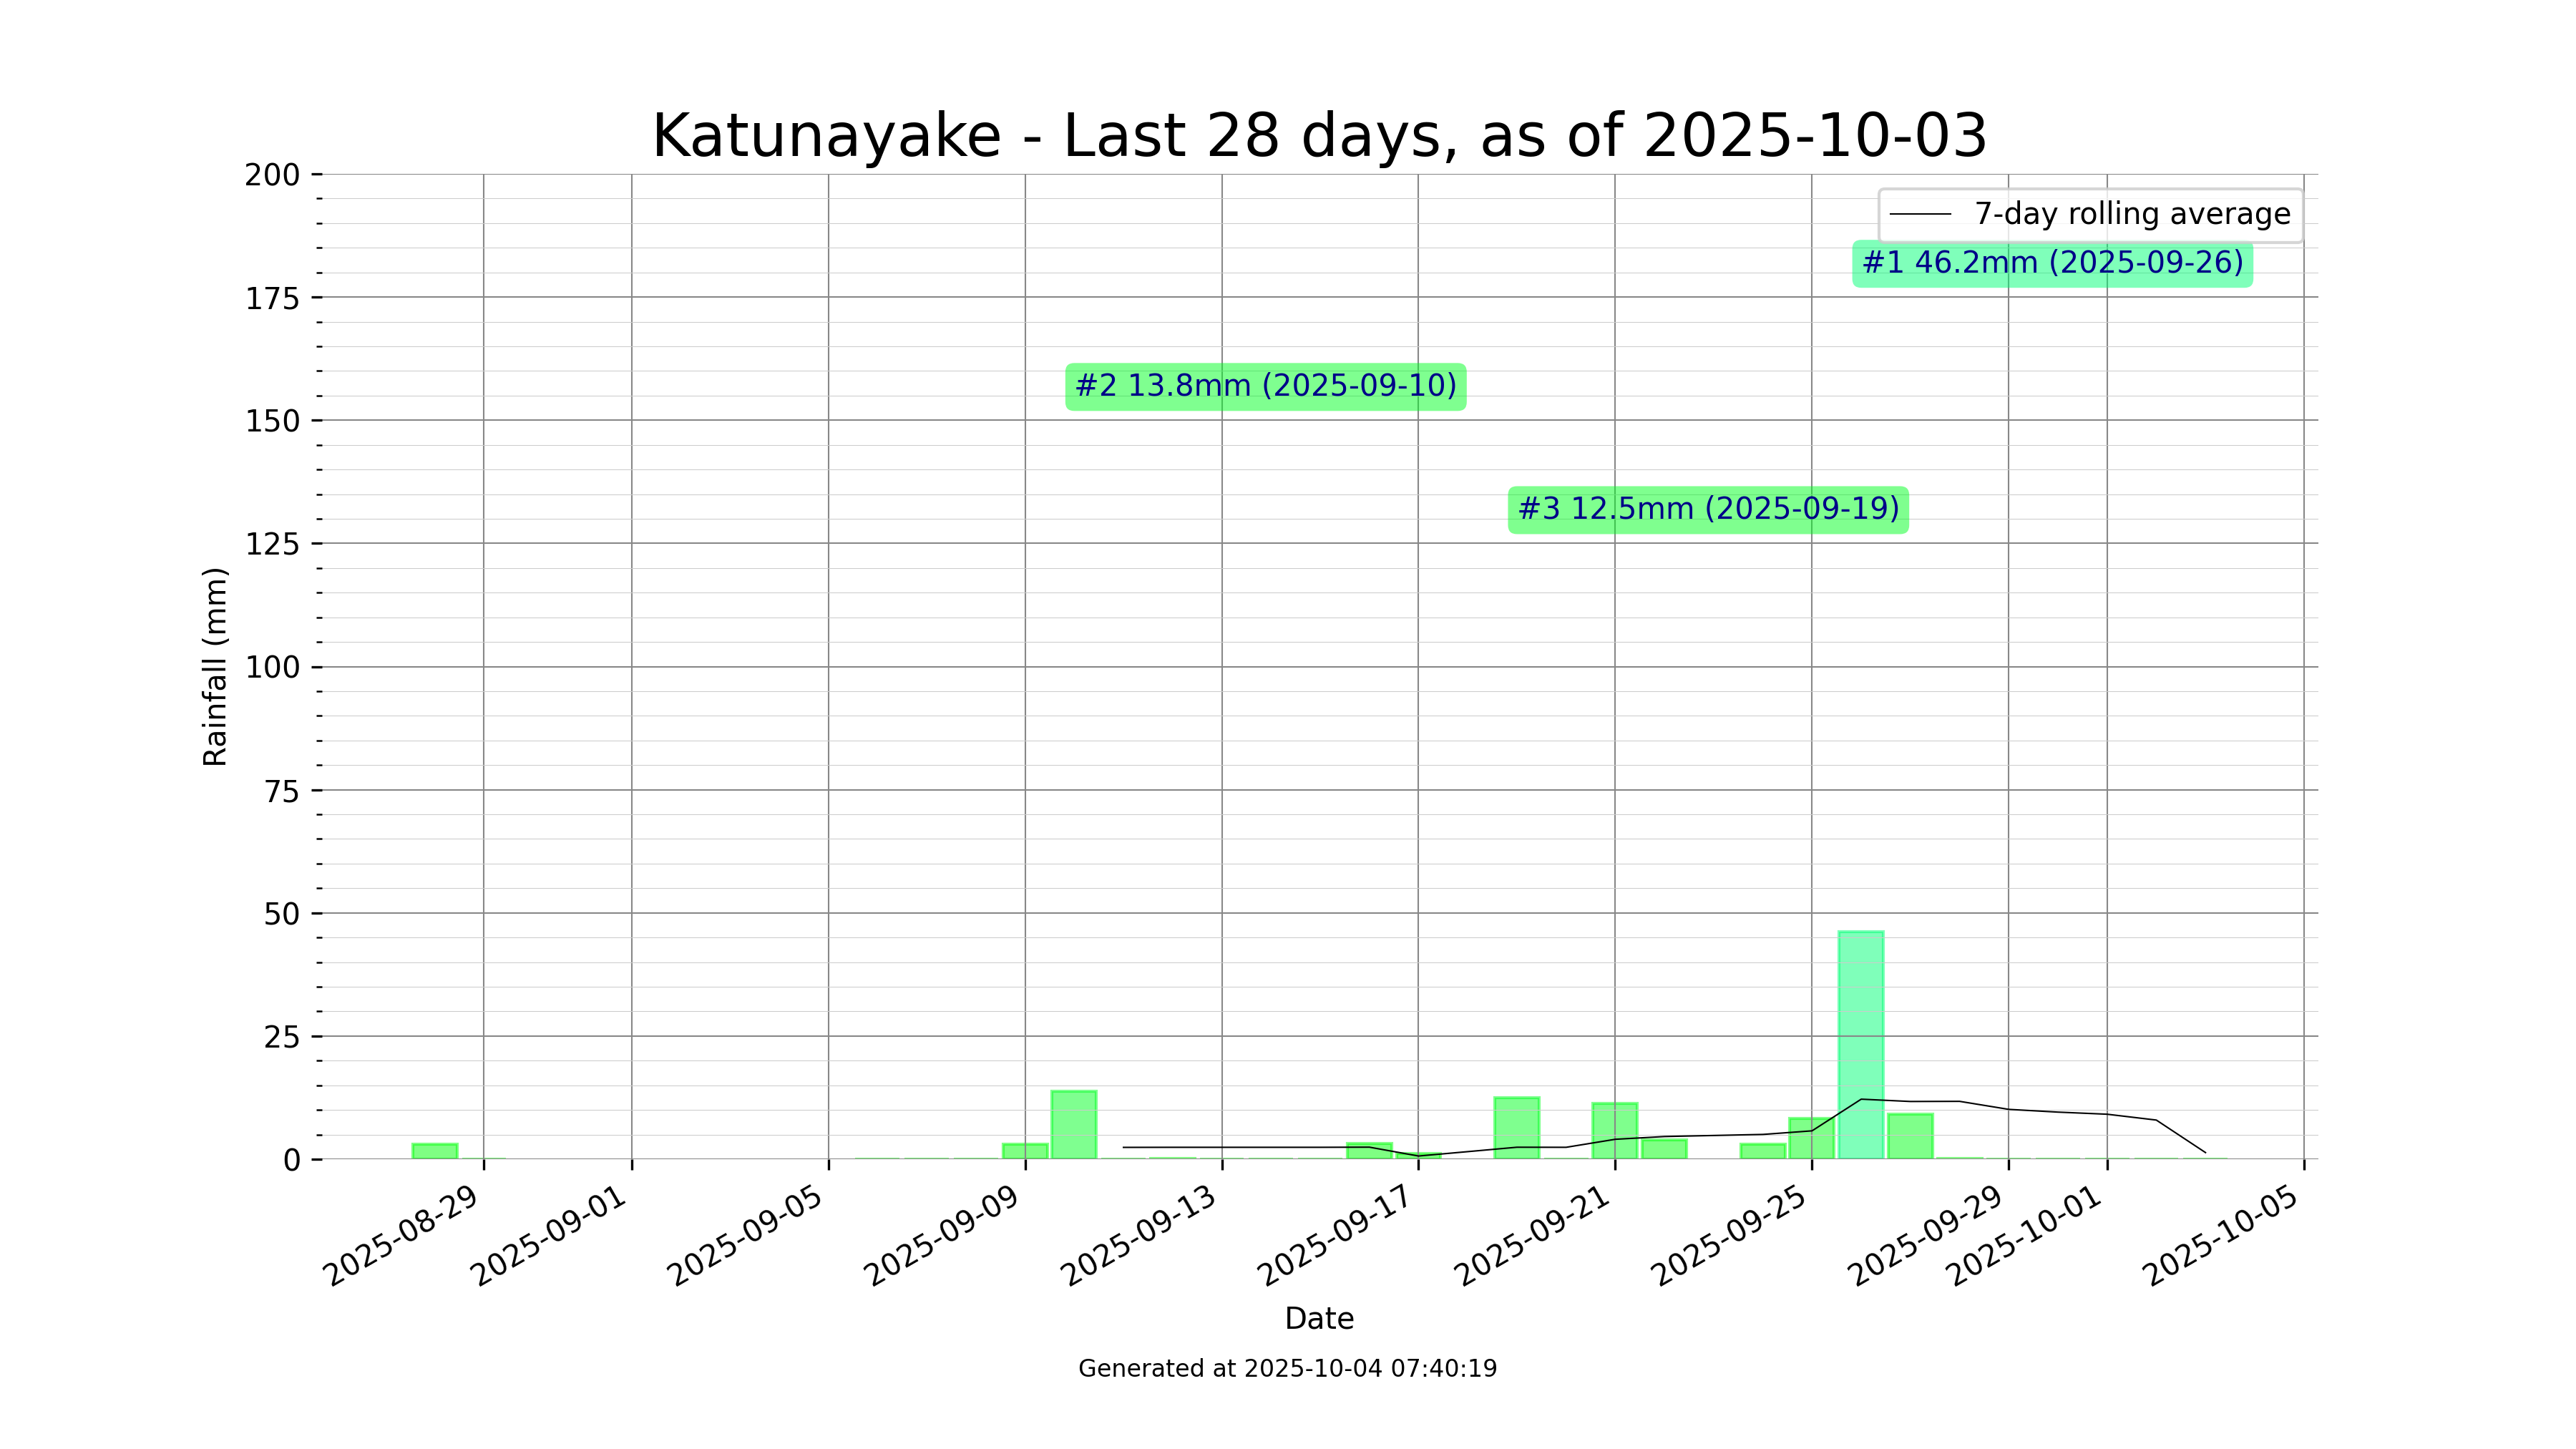 Katunayake - Last 28 days, as of 2025-10-03
200
175
150
125
100
75
50
25
0
Rainfall (mm)
7-day rolling average
#1 46.2mm (2025-09-26)
#2 13.8mm (2025-09-10)
#3 12.5mm (2025-09-19)
2025-08-29
2025-09-01
2025-09-05
2025-09-09
2025-09-13
2025-09-17
2025-09-21
2025-09-25
2025-09-29
2025-10-01
2025-10-05
Date
Generated at 2025-10-04 07:40:19